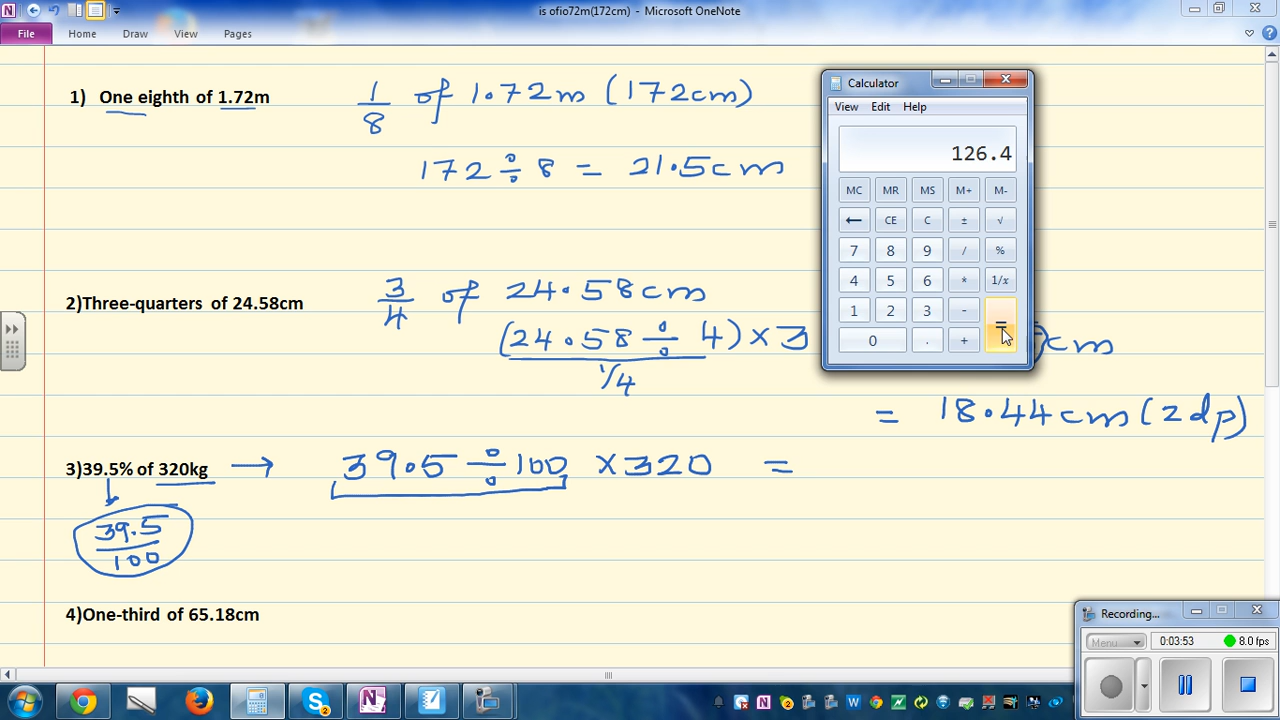 is ofio72m(172cm) - Microsoft OneNote
File Home Draw View Pages
1) One eighth of 1.72m
1/8 of 1.72m (172cm)
172 ÷ 8 = 21.5cm
2)Three-quarters of 24.58cm
3/4 of 24.58cm
(24.58 ÷ 4) × 3
)cm
1/4
= 18.44cm (2dp)
3)39.5% of 320kg → 39.5 ÷ 100 × 320 =
39.5/100
4)One-third of 65.18cm
Calculator
View Edit Help
126.4
MC MR MS M+ M-
← CE C ± √
7 8 9 / %
4 5 6 * 1/x
1 2 3 - =
0 . +
Recording...
Menu 0:03:53 8.0 fps